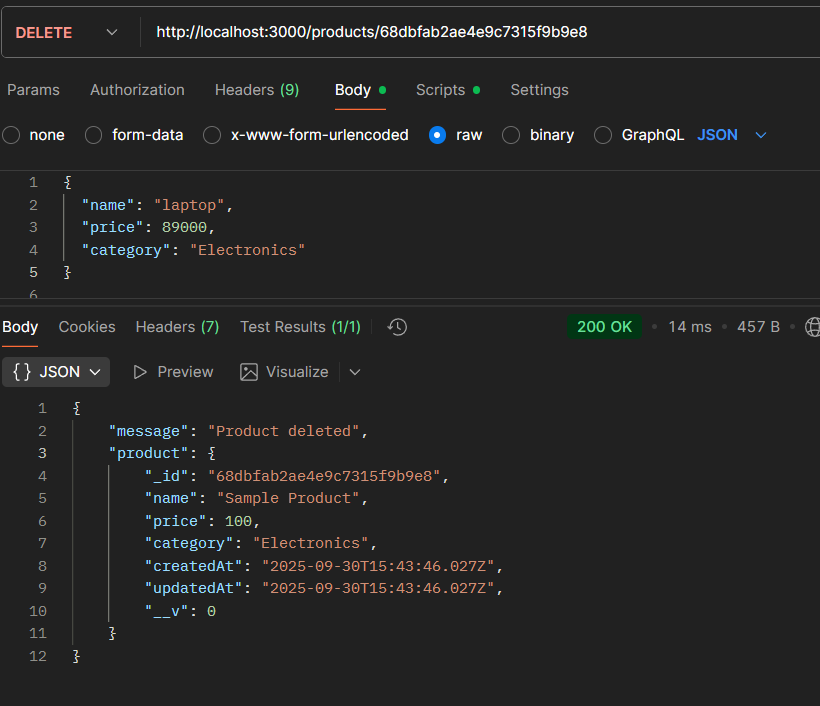 DELETE http://localhost:3000/products/68dbfab2ae4e9c7315f9b9e8
Params Authorization Headers (9) Body Scripts Settings
none form-data x-www-form-urlencoded raw binary GraphQL JSON
1 {
2 "name": "laptop",
3 "price": 89000,
4 "category": "Electronics"
5 }
6
Body Cookies Headers (7) Test Results (1/1) 200 OK • 14 ms • 457 B •
{} JSON Preview Visualize
1 {
2 "message": "Product deleted",
3 "product": {
4 "_id": "68dbfab2ae4e9c7315f9b9e8",
5 "name": "Sample Product",
6 "price": 100,
7 "category": "Electronics",
8 "createdAt": "2025-09-30T15:43:46.027Z",
9 "updatedAt": "2025-09-30T15:43:46.027Z",
10 "__v": 0
11 }
12 }